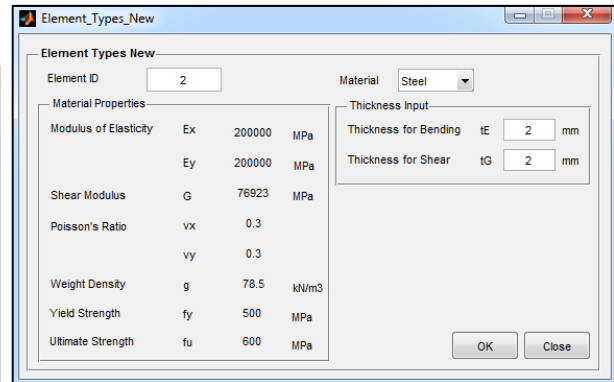 Element_Types_New
Element Types New
Element ID 2
Material Steel
Material Properties
Modulus of Elasticity Ex 200000 MPa
Ey 200000 MPa
Shear Modulus G 76923 MPa
Poisson's Ratio vx 0.3
vy 0.3
Weight Density g 78.5 kN/m3
Yield Strength fy 500 MPa
Ultimate Strength fu 600 MPa
Thickness Input
Thickness for Bending tE 2 mm
Thickness for Shear tG 2 mm
OK Close